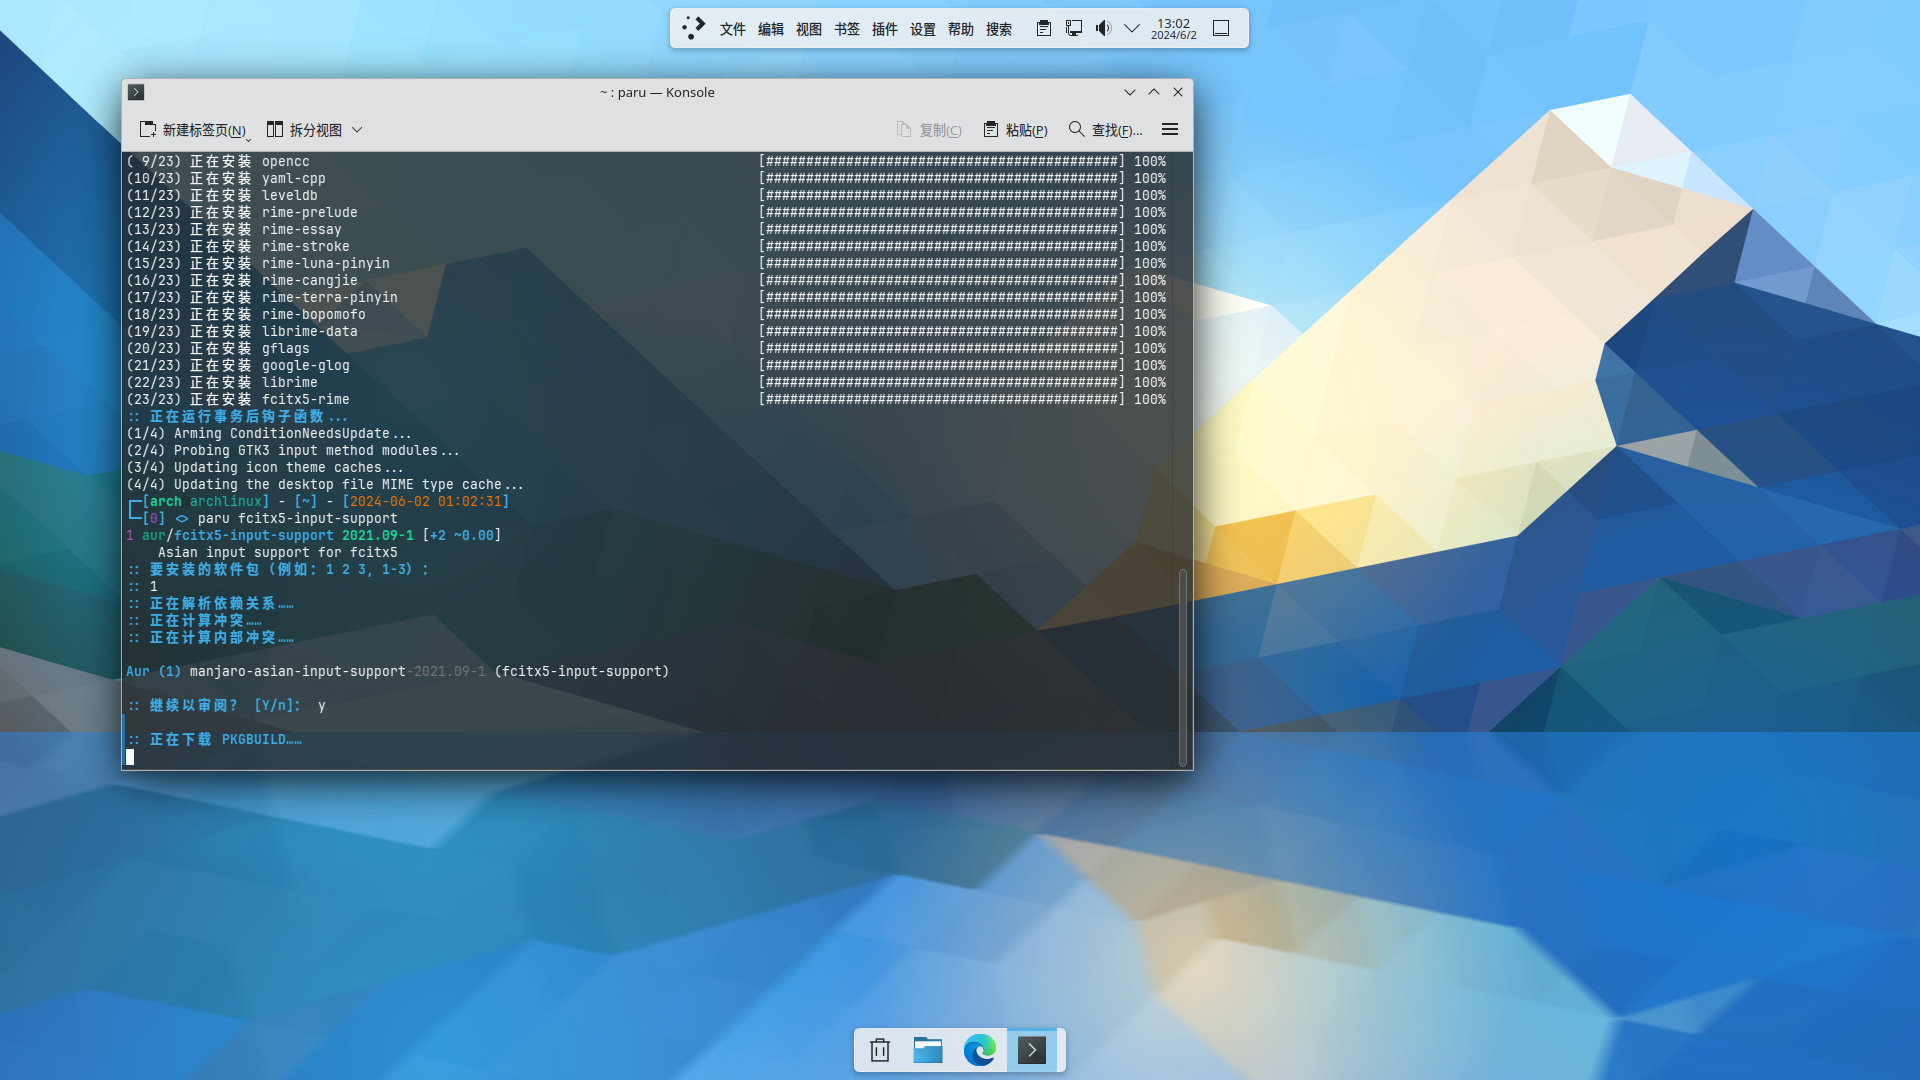 文件 编辑 视图 书签 插件 设置 帮助 搜索 13:02
2024/6/2
~ : paru — Konsole
新建标签页(N) 拆分视图 复制(C) 粘贴(P) 查找(F)...
( 9/23) 正在安装 opencc [############################################] 100%
(10/23) 正在安装 yaml-cpp [############################################] 100%
(11/23) 正在安装 leveldb [############################################] 100%
(12/23) 正在安装 rime-prelude [############################################] 100%
(13/23) 正在安装 rime-essay [############################################] 100%
(14/23) 正在安装 rime-stroke [############################################] 100%
(15/23) 正在安装 rime-luna-pinyin [############################################] 100%
(16/23) 正在安装 rime-cangjie [############################################] 100%
(17/23) 正在安装 rime-terra-pinyin [############################################] 100%
(18/23) 正在安装 rime-bopomofo [############################################] 100%
(19/23) 正在安装 librime-data [############################################] 100%
(20/23) 正在安装 gflags [############################################] 100%
(21/23) 正在安装 google-glog [############################################] 100%
(22/23) 正在安装 librime [############################################] 100%
(23/23) 正在安装 fcitx5-rime [############################################] 100%
:: 正在运行事务后钩子函数...
(1/4) Arming ConditionNeedsUpdate...
(2/4) Probing GTK3 input method modules...
(3/4) Updating icon theme caches...
(4/4) Updating the desktop file MIME type cache...
┌─[arch archlinux] - [~] - [2024-06-02 01:02:31]
└─[0] <> paru fcitx5-input-support
1 aur/fcitx5-input-support 2021.09-1 [+2 ~0.00]
Asian input support for fcitx5
:: 要安装的软件包（例如：1 2 3, 1-3）：
:: 1
:: 正在解析依赖关系……
:: 正在计算冲突……
:: 正在计算内部冲突……
Aur (1) manjaro-asian-input-support-2021.09-1 (fcitx5-input-support)
:: 继续以审阅？ [Y/n]： y
:: 正在下载 PKGBUILD……